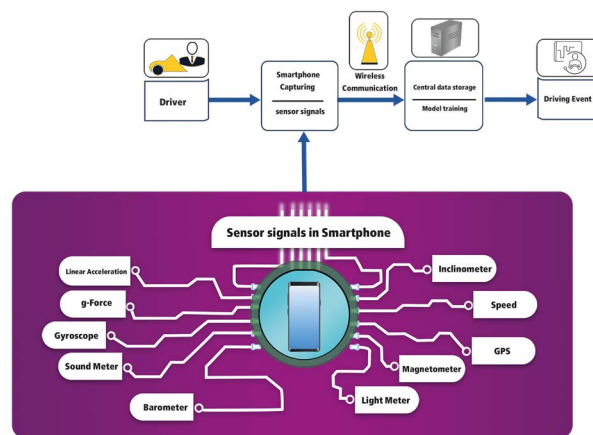 Driver
Smartphone
Capturing
sensor signals
Wireless
Communication
Central data storage
Model training
Driving Event
Sensor signals in Smartphone
Linear Acceleration
g-Force
Gyroscope
Sound Meter
Barometer
Inclinometer
Speed
GPS
Magnetometer
Light Meter